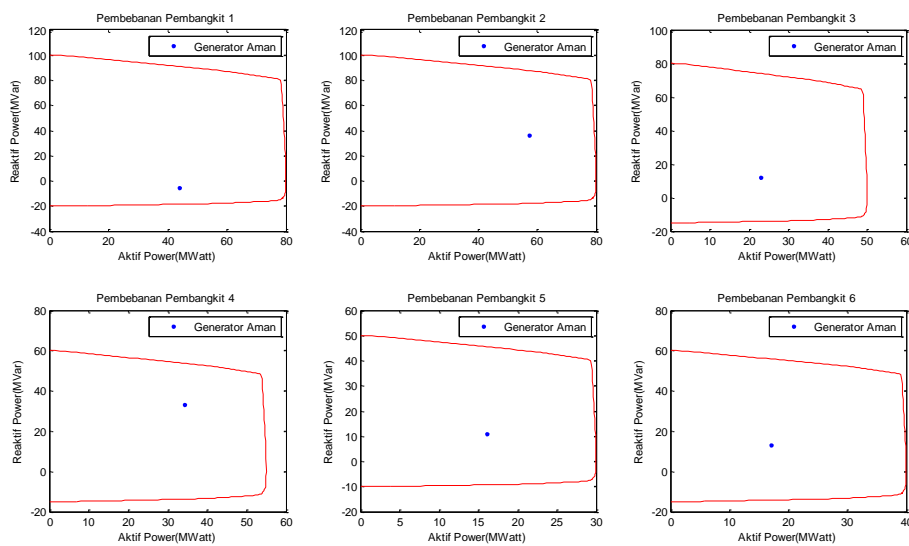 Pembebanan Pembangkit 1
120
100
80
60
40
20
0
-20
-40
0 20 40 60 80
Reaktif Power(MVar)
Aktif Power(MWatt)
Generator Aman
Pembebanan Pembangkit 2
120
100
80
60
40
20
0
-20
-40
0 20 40 60 80
Reaktif Power(MVar)
Aktif Power(MWatt)
Generator Aman
Pembebanan Pembangkit 3
100
80
60
40
20
0
-20
0 10 20 30 40 50 60
Reaktif Power(MVar)
Aktif Power(MWatt)
Generator Aman
Pembebanan Pembangkit 4
80
60
40
20
0
-20
0 10 20 30 40 50 60
Reaktif Power(MVar)
Aktif Power(MWatt)
Generator Aman
Pembebanan Pembangkit 5
60
50
40
30
20
10
0
-10
-20
0 5 10 15 20 25 30
Reaktif Power(MVar)
Aktif Power(MWatt)
Generator Aman
Pembebanan Pembangkit 6
80
60
40
20
0
-20
0 10 20 30 40
Reaktif Power(MVar)
Aktif Power(MWatt)
Generator Aman